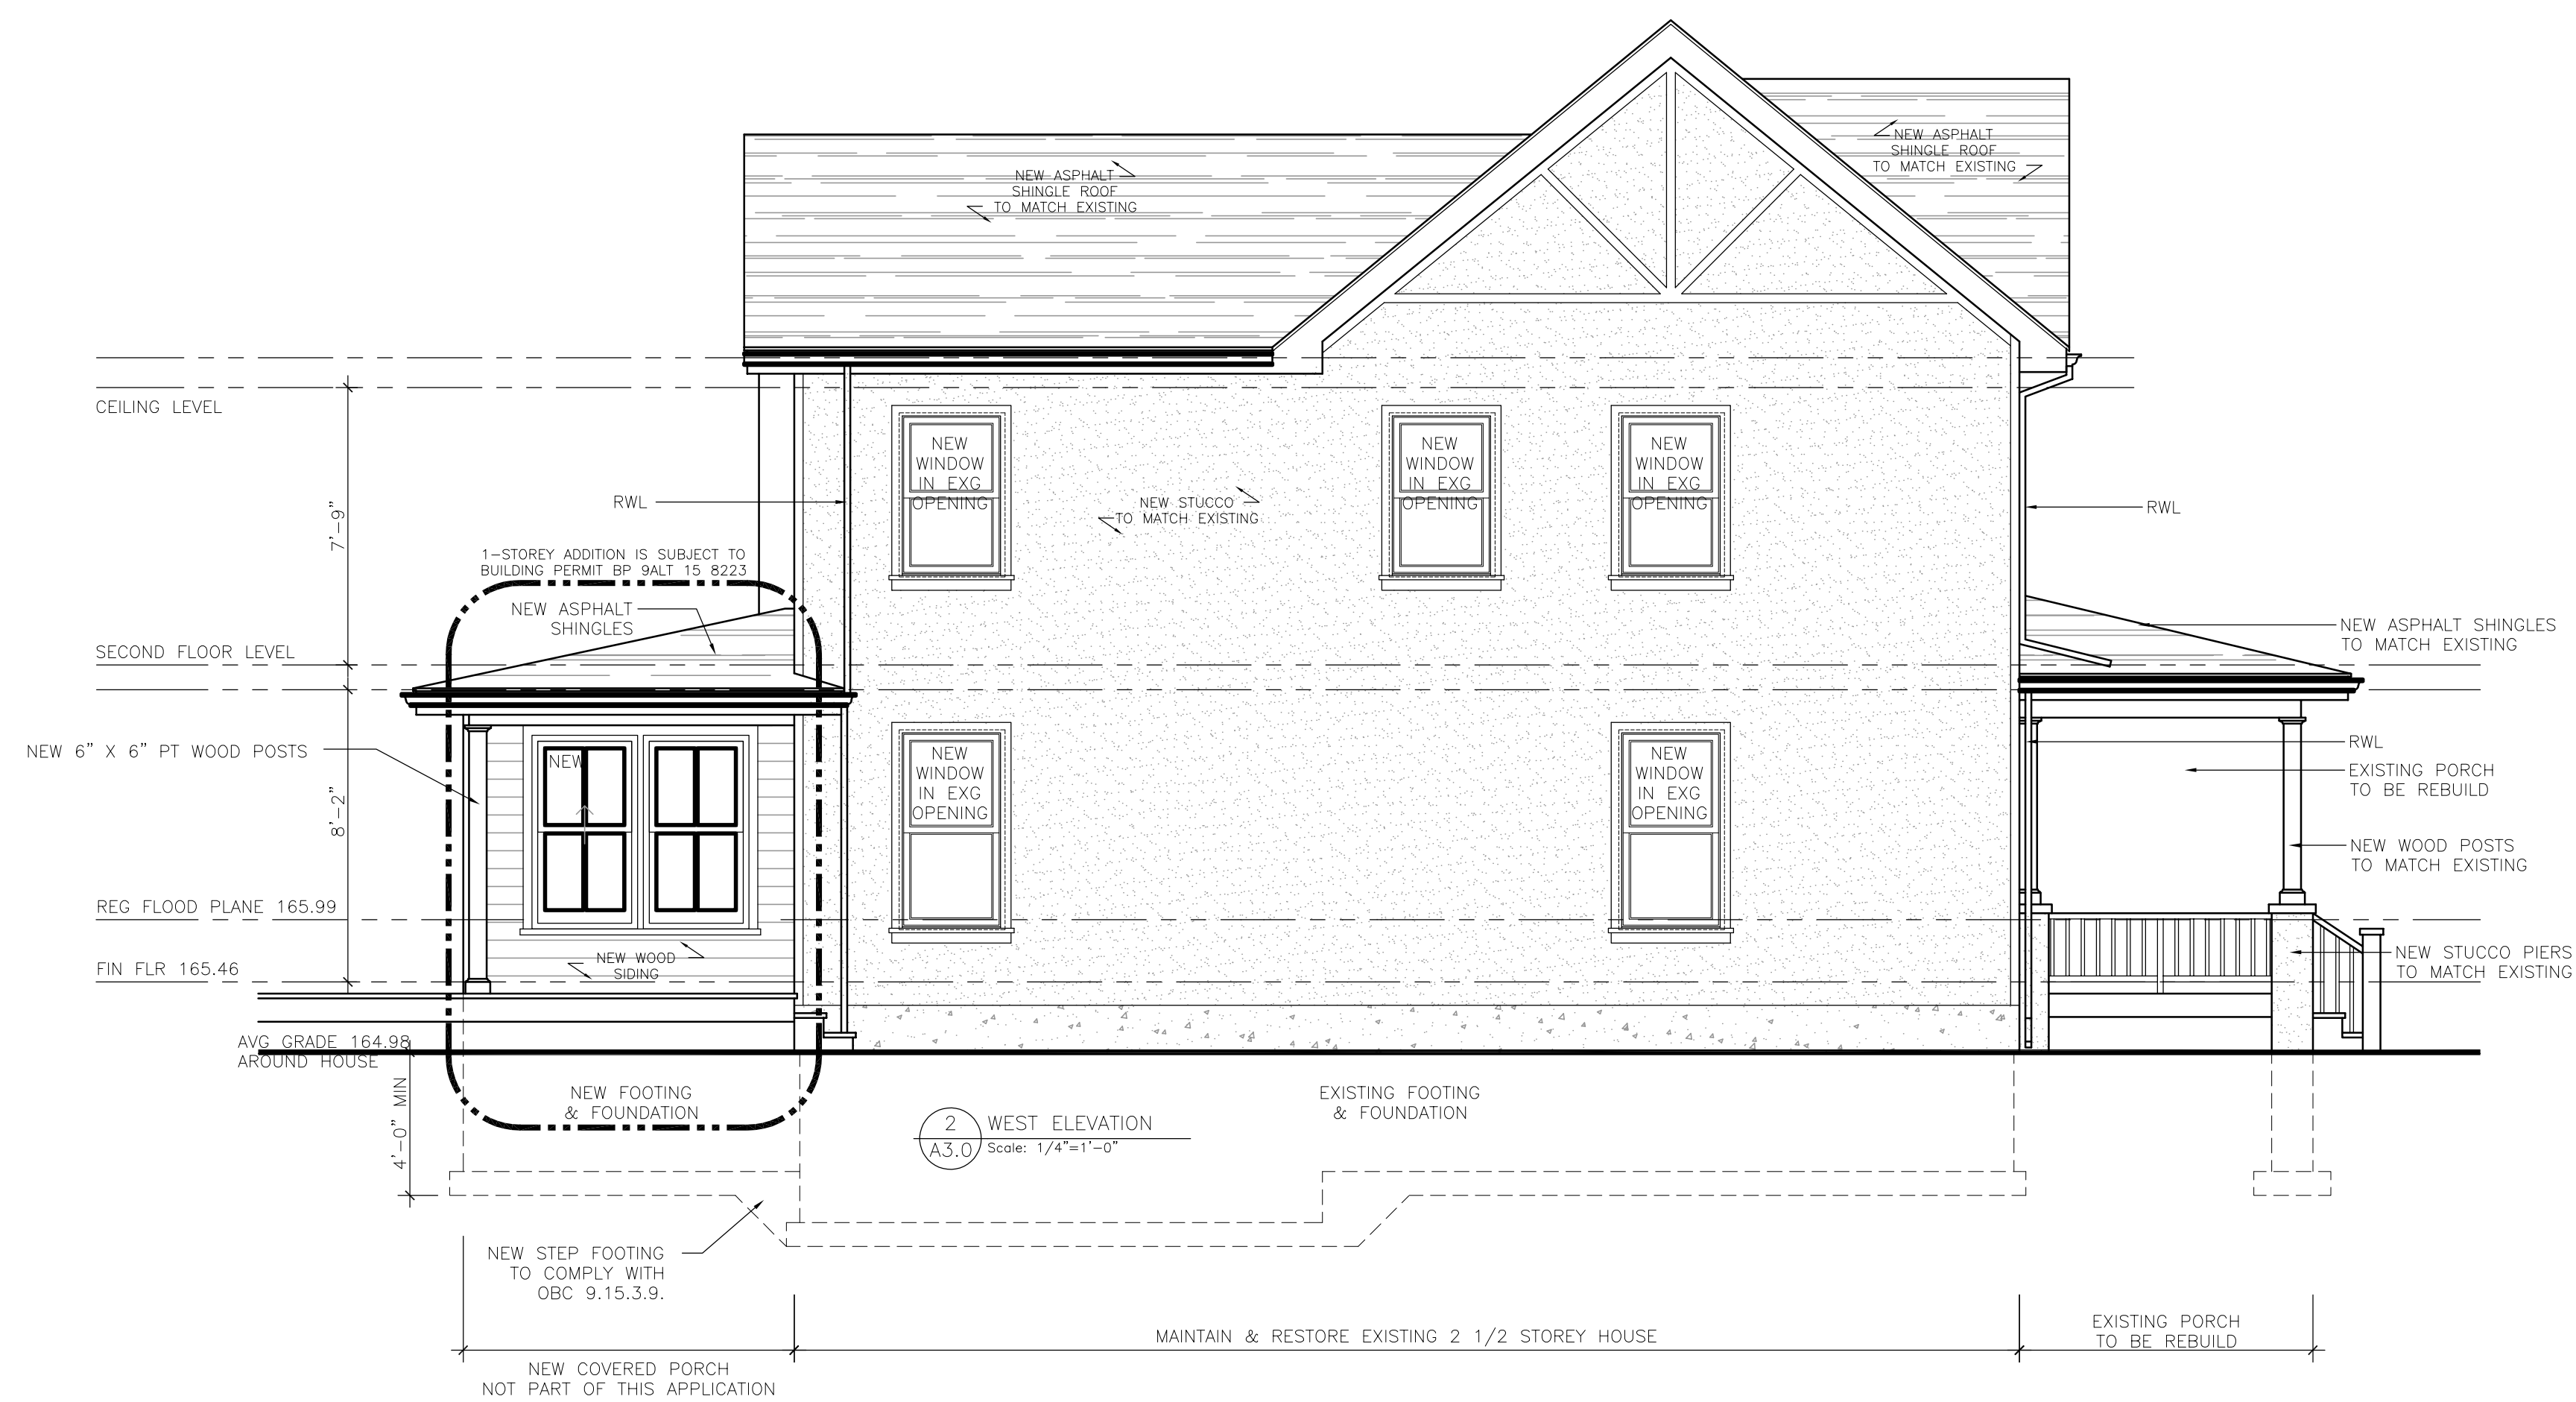 NEW ASPHALT
SHINGLE ROOF
TO MATCH EXISTING
NEW ASPHALT
SHINGLE ROOF
TO MATCH EXISTING
CEILING LEVEL
7'-9"
RWL
NEW
WINDOW
IN EXG
OPENING
NEW STUCCO
TO MATCH EXISTING
NEW
WINDOW
IN EXG
OPENING
NEW
WINDOW
IN EXG
OPENING
RWL
1-STOREY ADDITION IS SUBJECT TO
BUILDING PERMIT BP 9ALT 15 8223
NEW ASPHALT
SHINGLES
SECOND FLOOR LEVEL
NEW ASPHALT SHINGLES
TO MATCH EXISTING
NEW 6" X 6" PT WOOD POSTS
8'-2"
NEW
NEW
WINDOW
IN EXG
OPENING
NEW
WINDOW
IN EXG
OPENING
RWL
EXISTING PORCH
TO BE REBUILD
NEW WOOD POSTS
TO MATCH EXISTING
REG FLOOD PLANE 165.99
FIN FLR 165.46
NEW WOOD
SIDING
NEW STUCCO PIERS
TO MATCH EXISTING
AVG GRADE 164.98
AROUND HOUSE
4'-0" MIN
NEW FOOTING
& FOUNDATION
EXISTING FOOTING
& FOUNDATION
2
A3.0
WEST ELEVATION
Scale: 1/4"=1'-0"
NEW STEP FOOTING
TO COMPLY WITH
OBC 9.15.3.9.
NEW COVERED PORCH
NOT PART OF THIS APPLICATION
MAINTAIN & RESTORE EXISTING 2 1/2 STOREY HOUSE
EXISTING PORCH
TO BE REBUILD